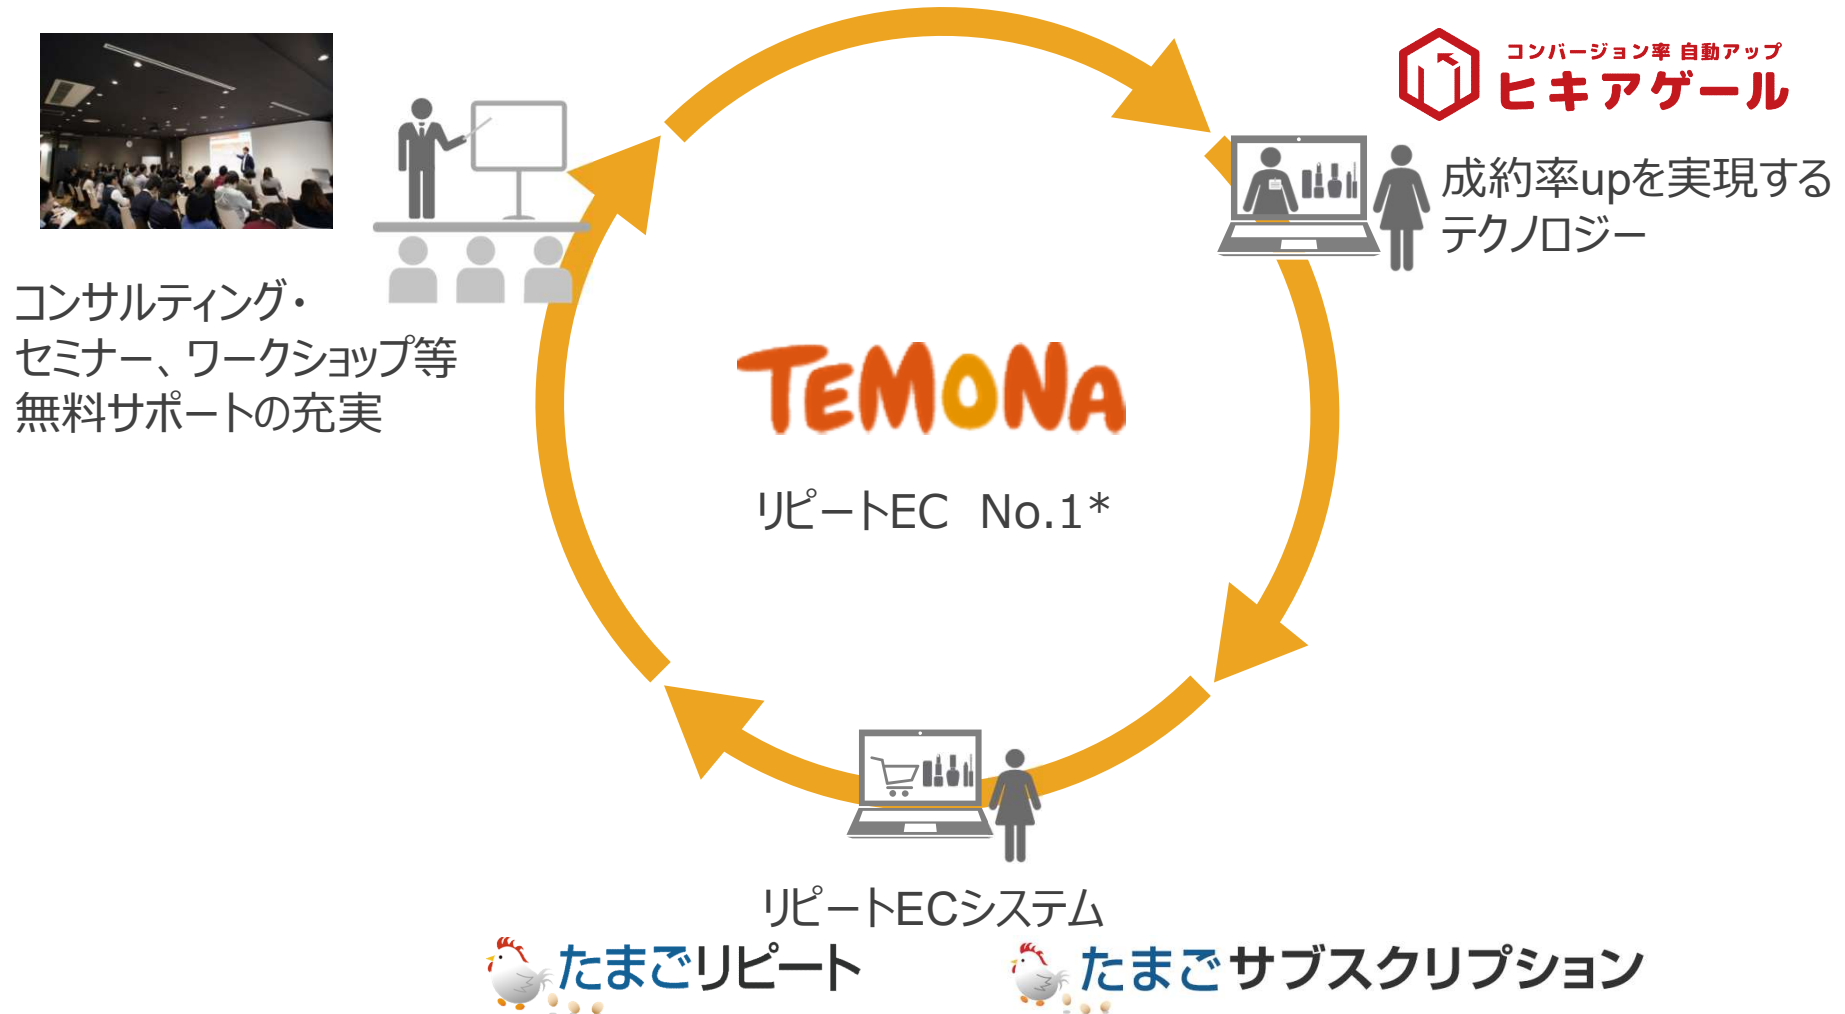 コンバージョン率 自動アップ
ヒキアゲール
成約率upを実現する
テクノロジー
コンサルティング・
セミナー、ワークショップ等
無料サポートの充実
TEMONA
リピートEC　No.1*
リピートECシステム
たまごリピート
たまごサブスクリプション